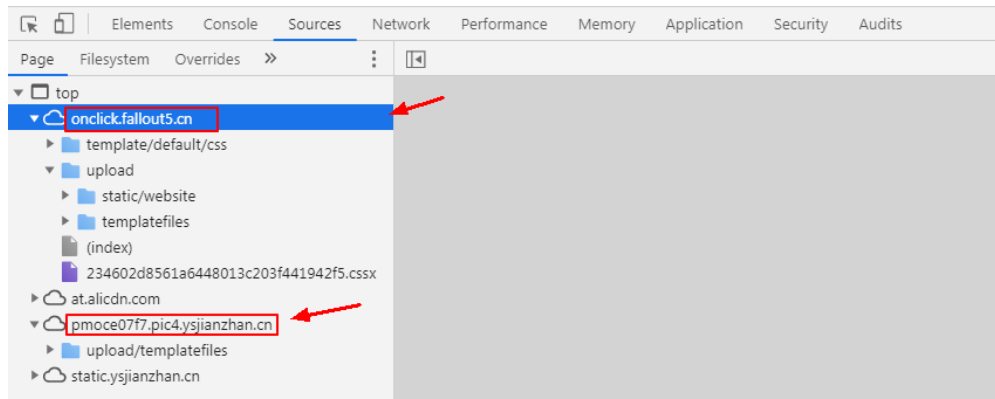 Elements Console Sources Network Performance Memory Application Security Audits
Page Filesystem Overrides »
top
onclick.fallout5.cn
template/default/css
upload
static/website
templatefiles
(index)
234602d8561a6448013c203f441942f5.cssx
at.alicdn.com
pmoce07f7.pic4.ysjianzhan.cn
upload/templatefiles
static.ysjianzhan.cn